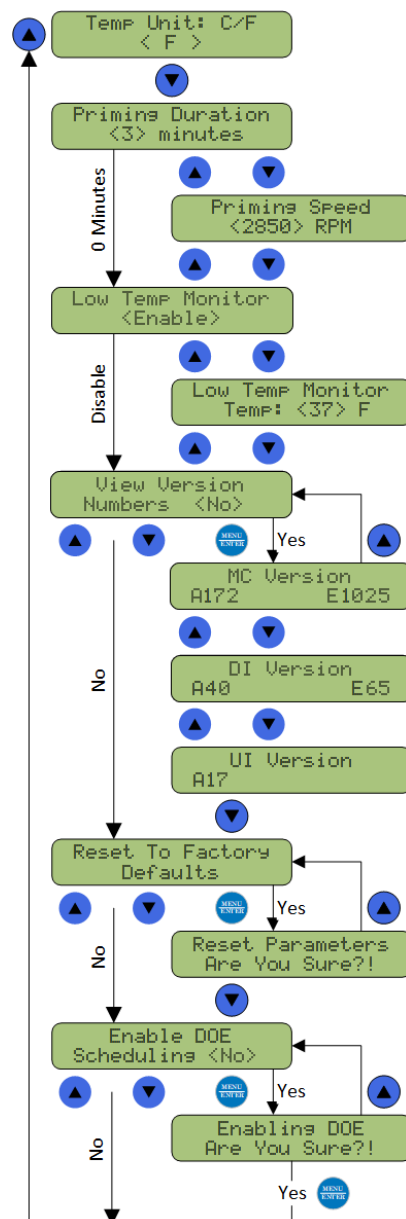 Temp Unit: C/F
< F >
Priming Duration
<3> minutes
0 Minutes
Priming Speed
<2850> RPM
Low Temp Monitor
<Enable>
Disable
Low Temp Monitor
Temp: <37> F
View Version
Numbers <No>
MENU
ENTER
Yes
MC Version
A172 E1025
No
DI Version
A40 E65
UI Version
A17
Reset To Factory
Defaults
MENU
ENTER
Yes
No
Reset Parameters
Are You Sure?!
Enable DOE
Scheduling <No>
MENU
ENTER
Yes
No
Enabling DOE
Are You Sure?!
Yes
MENU
ENTER